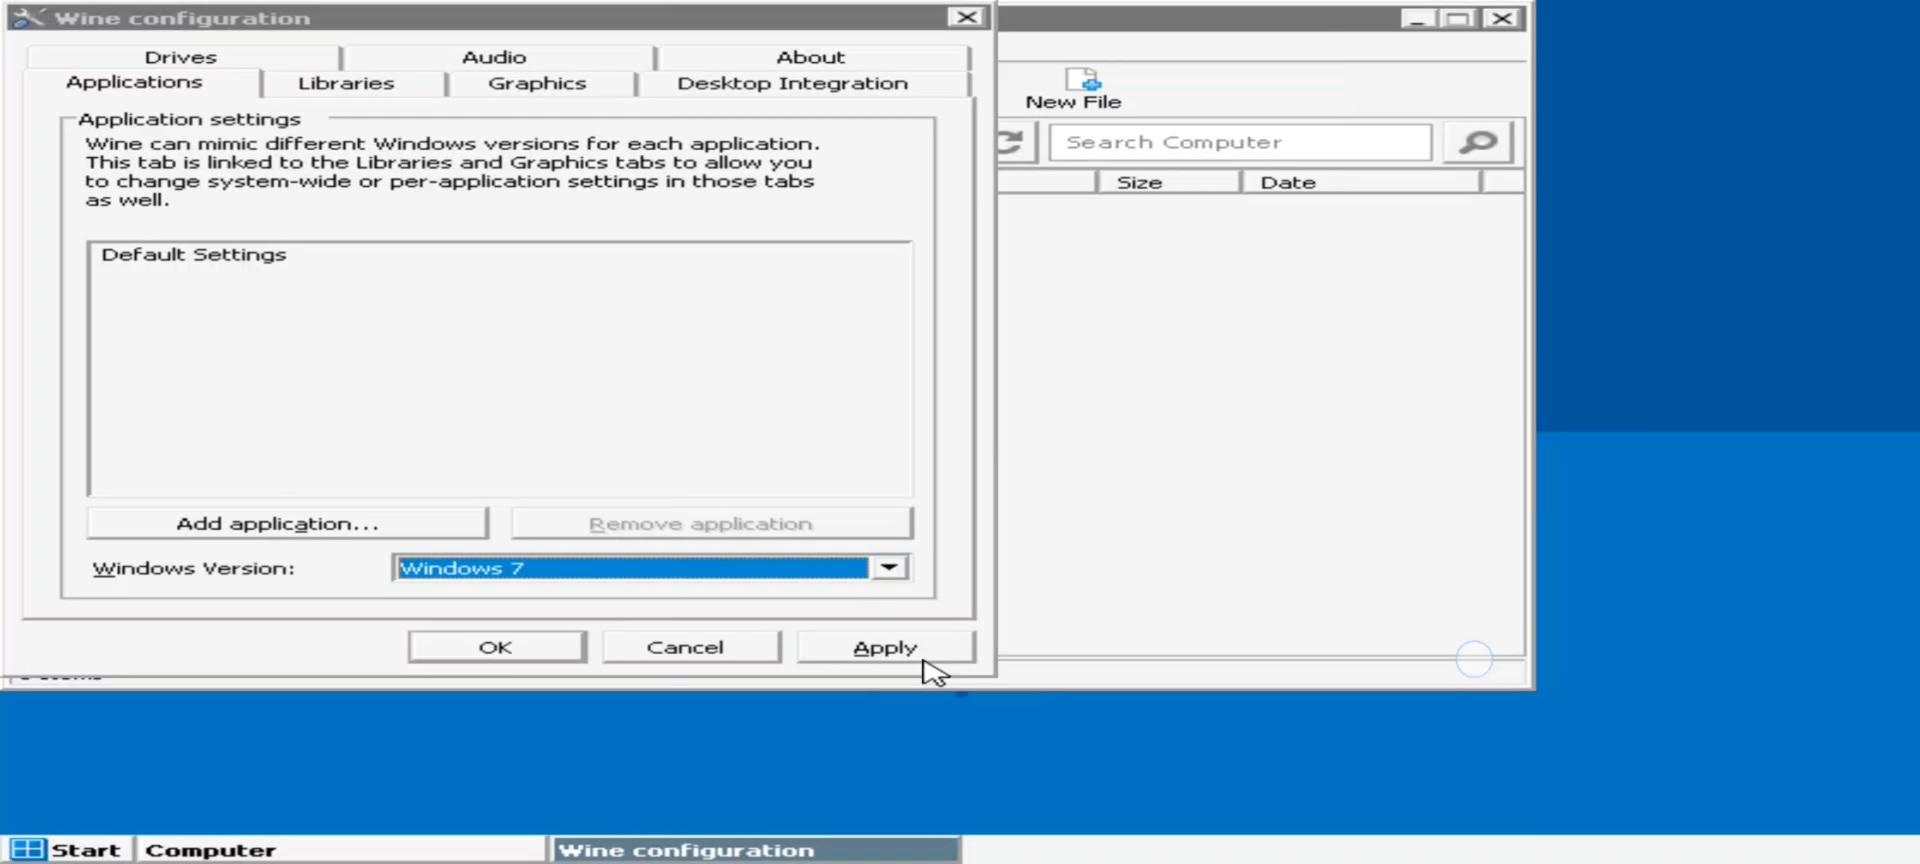 Wine configuration
Drives Audio About
Applications Libraries Graphics Desktop Integration
Application settings
Wine can mimic different Windows versions for each application.
This tab is linked to the Libraries and Graphics tabs to allow you
to change system-wide or per-application settings in those tabs
as well.
Default Settings
Add application... Remove application
Windows Version: Windows 7
OK Cancel Apply
New File
Search Computer
Size Date
Start Computer Wine configuration